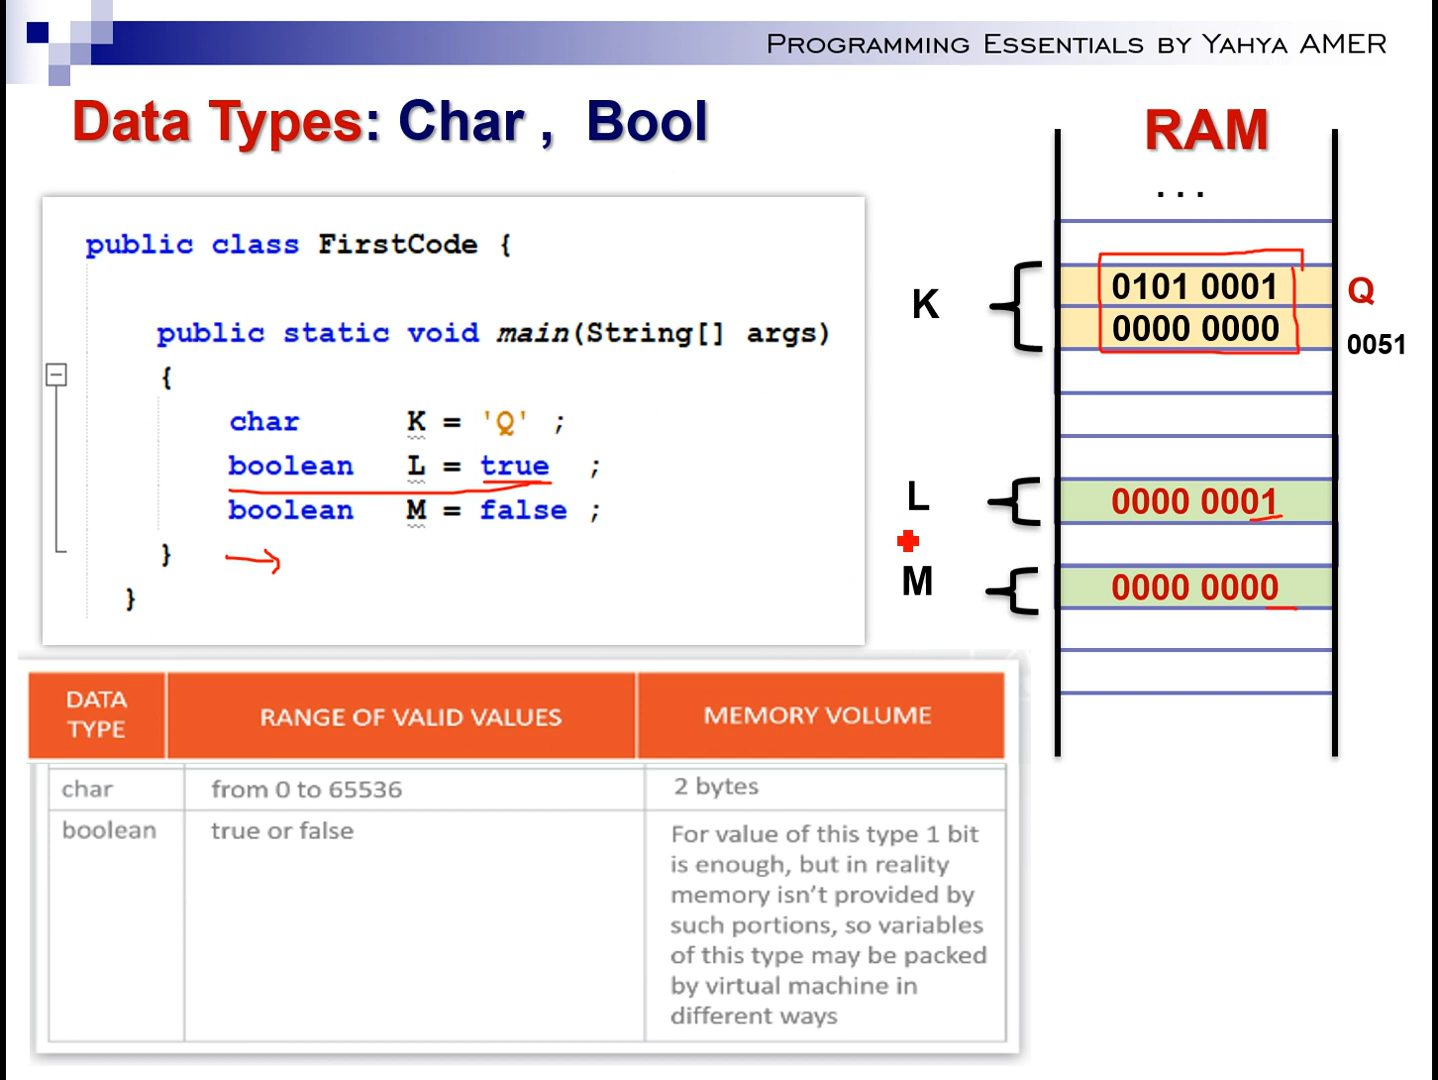 PROGRAMMING ESSENTIALS BY YAHYA AMER
Data Types: Char , Bool
public class FirstCode {
public static void main(String[] args)
{
char K = 'Q' ;
boolean L = true ;
boolean M = false ;
}
}
RAM
. . .
K
0101 0001
Q
0000 0000
0051
L
0000 0001
M
0000 0000
DATA TYPE
RANGE OF VALID VALUES
MEMORY VOLUME
char
from 0 to 65536
2 bytes
boolean
true or false
For value of this type 1 bit
is enough, but in reality
memory isn't provided by
such portions, so variables
of this type may be packed
by virtual machine in
different ways